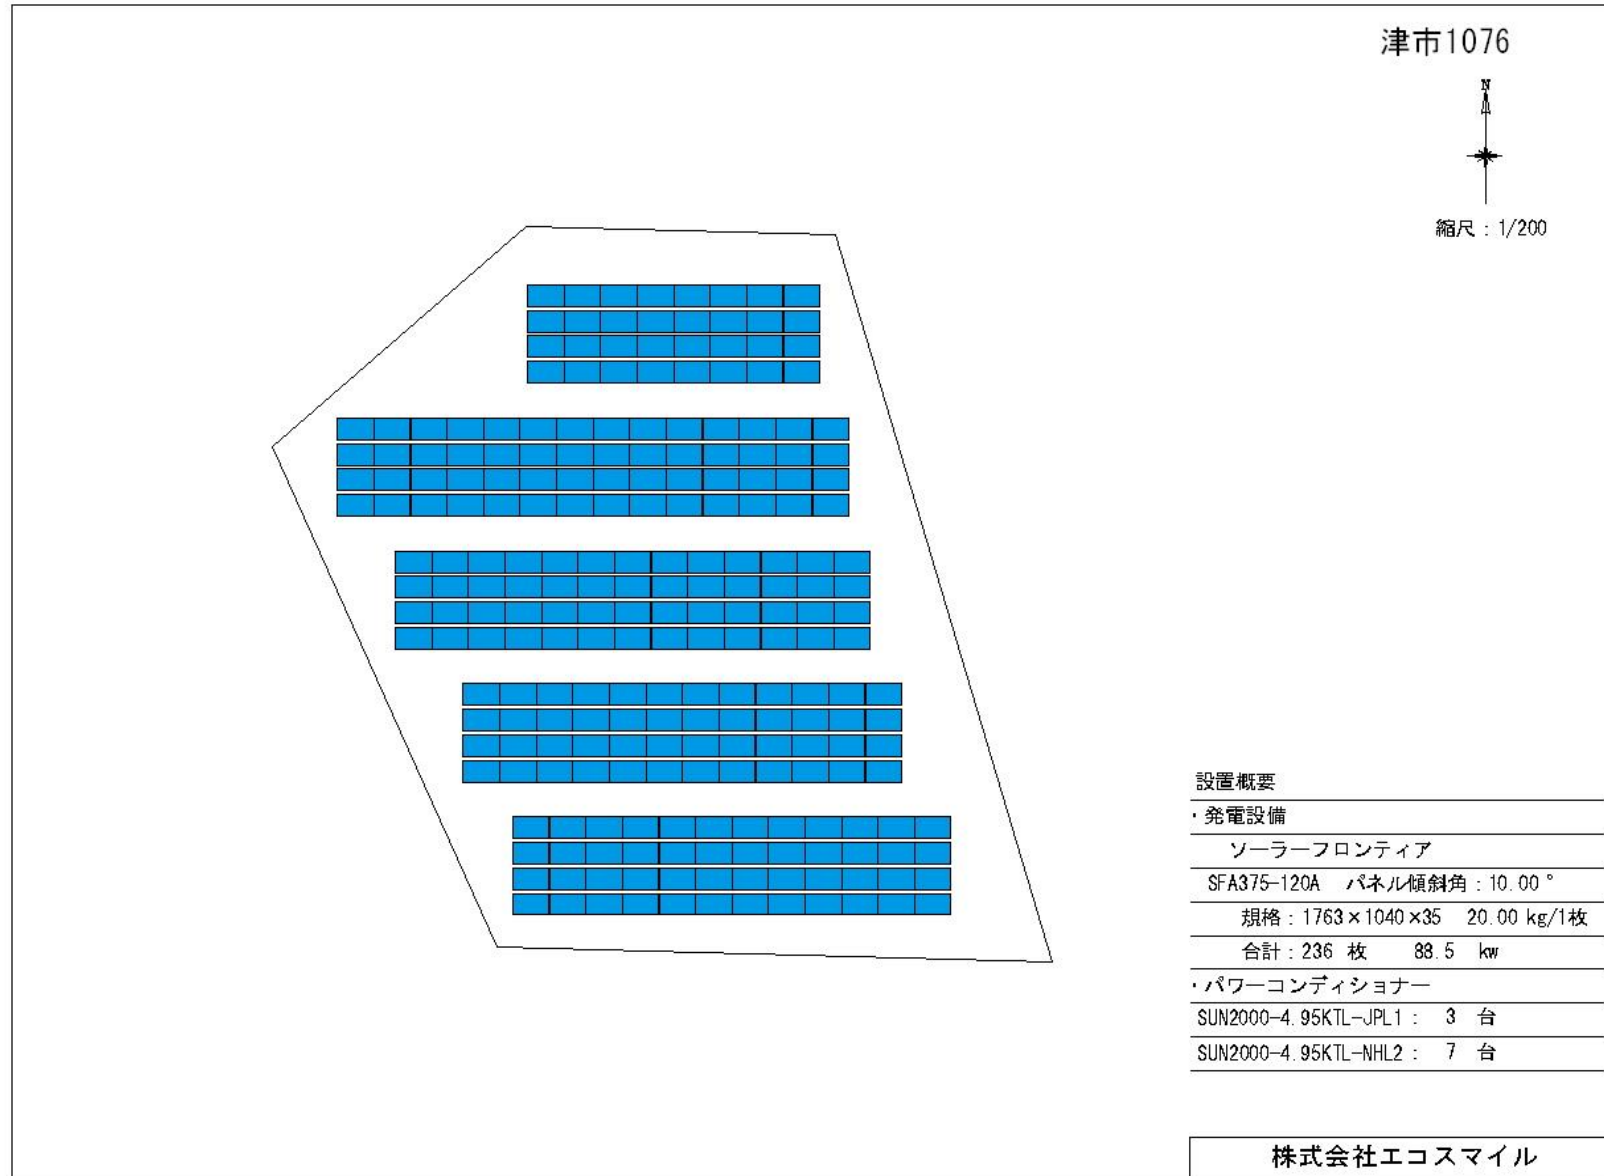 津市1076
N
縮尺：1/200
設置概要
・発電設備
ソーラーフロンティア
SFA375-120A パネル傾斜角：10.00°
規格：1763×1040×35 20.00 kg/1枚
合計：236 枚 88.5 kw
・パワーコンディショナー
SUN2000-4.95KTL-JPL1： 3 台
SUN2000-4.95KTL-NHL2： 7 台
株式会社エコスマイル